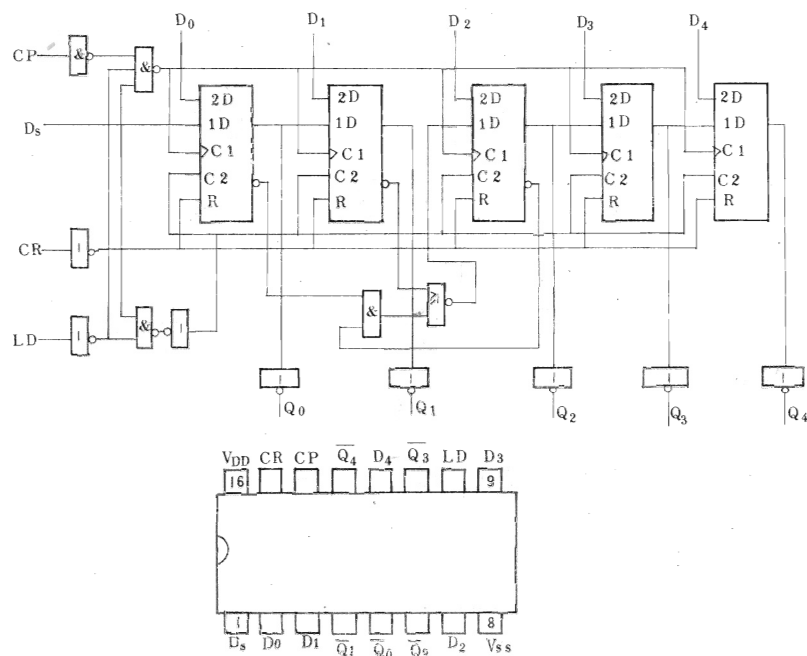 D0 D1 D2 D3 D4
CP & &
2D 2D 2D 2D 2D
Ds 1D 1D 1D 1D 1D
C1 C1 C1 C1 C1
C2 C2 C2 C2 C2
R R R R R
CR 1
LD 1 & 1 & ≥1
1 1 1 1 1
Q0 Q1 Q2 Q3 Q4
VDD CR CP Q̅4 D4 Q̅3 LD D3
16 9
1 8
Ds D0 D1 Q̅1 Q̅0 Q̅2 D2 Vss